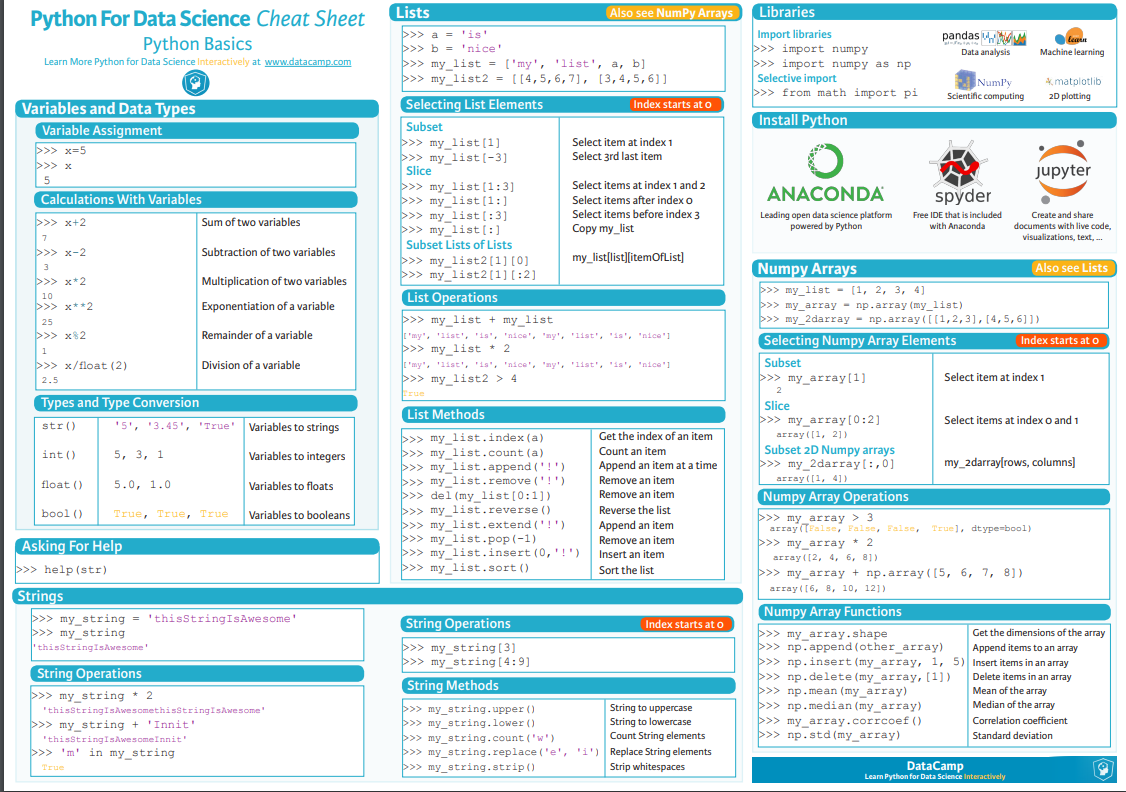 Python For Data Science Cheat Sheet
Python Basics
Learn More Python for Data Science Interactively at www.datacamp.com
Variables and Data Types
Variable Assignment
>>> x=5
>>> x
5
Calculations With Variables
>>> x+2 Sum of two variables
7
>>> x-2 Subtraction of two variables
3
>>> x*2 Multiplication of two variables
10
>>> x**2 Exponentiation of a variable
25
>>> x%2 Remainder of a variable
1
>>> x/float(2) Division of a variable
2.5
Types and Type Conversion
str() '5', '3.45', 'True' Variables to strings
int() 5, 3, 1 Variables to integers
float() 5.0, 1.0 Variables to floats
bool() True, True, True Variables to booleans
Asking For Help
>>> help(str)
Strings
>>> my_string = 'thisStringIsAwesome'
>>> my_string
'thisStringIsAwesome'
String Operations
>>> my_string * 2
'thisStringIsAwesomethisStringIsAwesome'
>>> my_string + 'Innit'
'thisStringIsAwesomeInnit'
>>> 'm' in my_string
True
Lists
Also see NumPy Arrays
>>> a = 'is'
>>> b = 'nice'
>>> my_list = ['my', 'list', a, b]
>>> my_list2 = [[4,5,6,7], [3,4,5,6]]
Selecting List Elements
Index starts at 0
Subset
>>> my_list[1] Select item at index 1
>>> my_list[-3] Select 3rd last item
Slice
>>> my_list[1:3] Select items at index 1 and 2
>>> my_list[1:] Select items after index 0
>>> my_list[:3] Select items before index 3
>>> my_list[:] Copy my_list
Subset Lists of Lists
>>> my_list2[1][0] my_list[list][itemOfList]
>>> my_list2[1][:2]
List Operations
>>> my_list + my_list
['my', 'list', 'is', 'nice', 'my', 'list', 'is', 'nice']
>>> my_list * 2
['my', 'list', 'is', 'nice', 'my', 'list', 'is', 'nice']
>>> my_list2 > 4
True
List Methods
>>> my_list.index(a) Get the index of an item
>>> my_list.count(a) Count an item
>>> my_list.append('!') Append an item at a time
>>> my_list.remove('!') Remove an item
>>> del(my_list[0:1]) Remove an item
>>> my_list.reverse() Reverse the list
>>> my_list.extend('!') Append an item
>>> my_list.pop(-1) Remove an item
>>> my_list.insert(0,'!') Insert an item
>>> my_list.sort() Sort the list
String Operations
Index starts at 0
>>> my_string[3]
>>> my_string[4:9]
String Methods
>>> my_string.upper() String to uppercase
>>> my_string.lower() String to lowercase
>>> my_string.count('w') Count String elements
>>> my_string.replace('e', 'i') Replace String elements
>>> my_string.strip() Strip whitespaces
Libraries
Import libraries
>>> import numpy
>>> import numpy as np
Selective import
>>> from math import pi
pandas
Data analysis
learn
Machine learning
NumPy
Scientific computing
matplotlib
2D plotting
Install Python
ANACONDA
Leading open data science platform
powered by Python
spyder
Free IDE that is included
with Anaconda
jupyter
Create and share
documents with live code,
visualizations, text, ...
Numpy Arrays
Also see Lists
>>> my_list = [1, 2, 3, 4]
>>> my_array = np.array(my_list)
>>> my_2darray = np.array([[1,2,3],[4,5,6]])
Selecting Numpy Array Elements
Index starts at 0
Subset
>>> my_array[1] Select item at index 1
2
Slice
>>> my_array[0:2] Select items at index 0 and 1
array([1, 2])
Subset 2D Numpy arrays
>>> my_2darray[:,0] my_2darray[rows, columns]
array([1, 4])
Numpy Array Operations
>>> my_array > 3
array([False, False, False, True], dtype=bool)
>>> my_array * 2
array([2, 4, 6, 8])
>>> my_array + np.array([5, 6, 7, 8])
array([6, 8, 10, 12])
Numpy Array Functions
>>> my_array.shape Get the dimensions of the array
>>> np.append(other_array) Append items to an array
>>> np.insert(my_array, 1, 5) Insert items in an array
>>> np.delete(my_array,[1]) Delete items in an array
>>> np.mean(my_array) Mean of the array
>>> np.median(my_array) Median of the array
>>> my_array.corrcoef() Correlation coefficient
>>> np.std(my_array) Standard deviation
DataCamp
Learn Python for Data Science Interactively